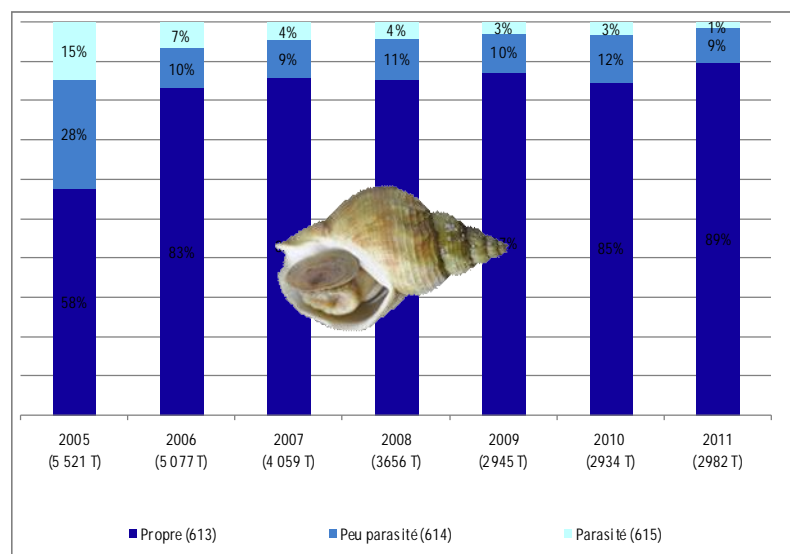 15% 7% 4% 4% 3% 3% 1%
28% 10% 9% 11% 10% 12% 9%
58% 83% 85% 89%
2005 2006 2007 2008 2009 2010 2011
(5 521 T) (5 077 T) (4 059 T) (3656 T) (2945 T) (2934 T) (2982 T)
Propre (613) Peu parasité (614) Parasité (615)